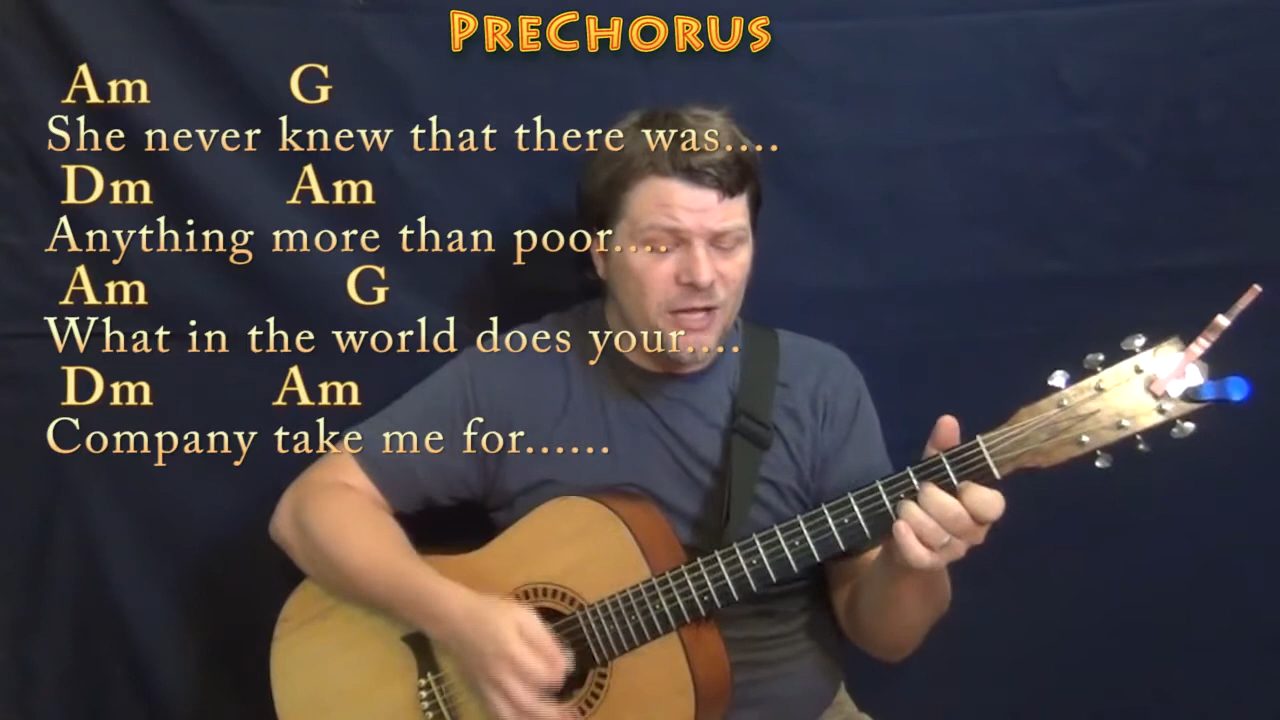 PreChorus
Am G
She never knew that there was....
Dm Am
Anything more than poor....
Am G
What in the world does your....
Dm Am
Company take me for......